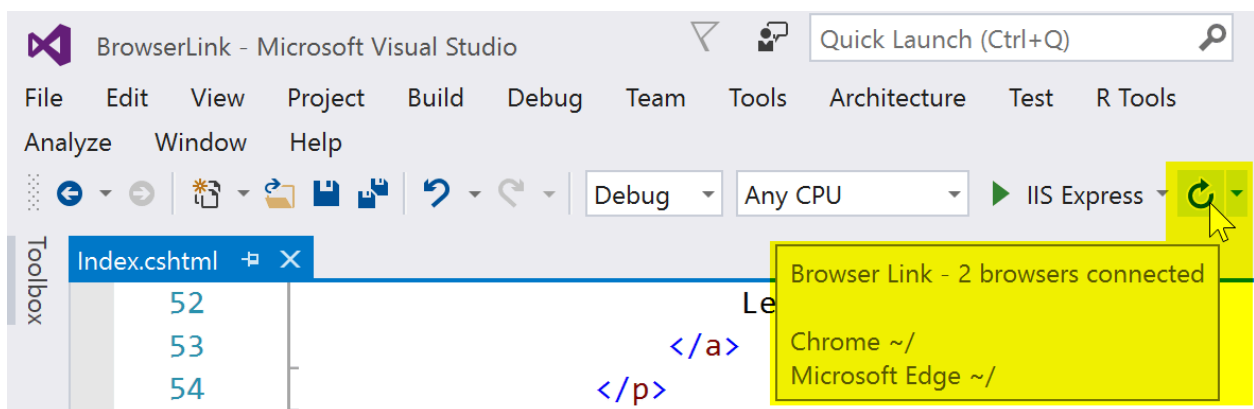 BrowserLink - Microsoft Visual Studio
Quick Launch (Ctrl+Q)
File Edit View Project Build Debug Team Tools Architecture Test R Tools
Analyze Window Help
Debug Any CPU IIS Express
Toolbox
Index.cshtml
Browser Link - 2 browsers connected
52 Le
53 </a>
Chrome ~/
54 </p>
Microsoft Edge ~/